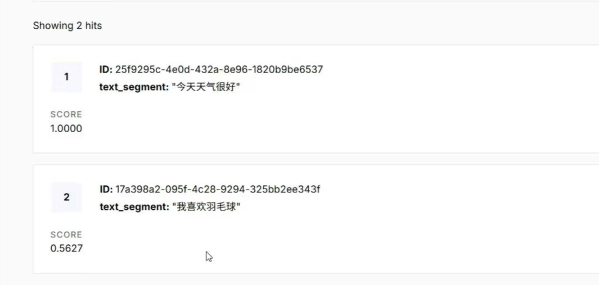 Showing 2 hits
1
ID: 25f9295c-4e0d-432a-8e96-1820b9be6537
text_segment: "今天天气很好"
SCORE
1.0000
2
ID: 17a398a2-095f-4c28-9294-325bb2ee343f
text_segment: "我喜欢羽毛球"
SCORE
0.5627